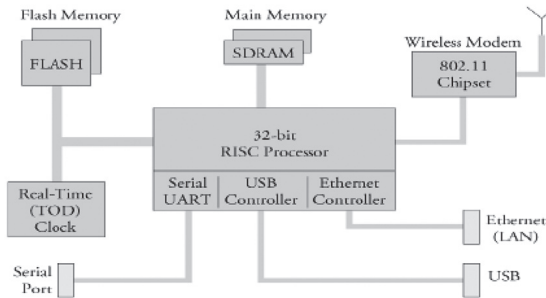 Flash Memory
FLASH
Main Memory
SDRAM
Wireless Modem
802.11
Chipset
32-bit
RISC Processor
Serial
UART
USB
Controller
Ethernet
Controller
Real-Time
(TOD)
Clock
Ethernet
(LAN)
Serial
Port
USB